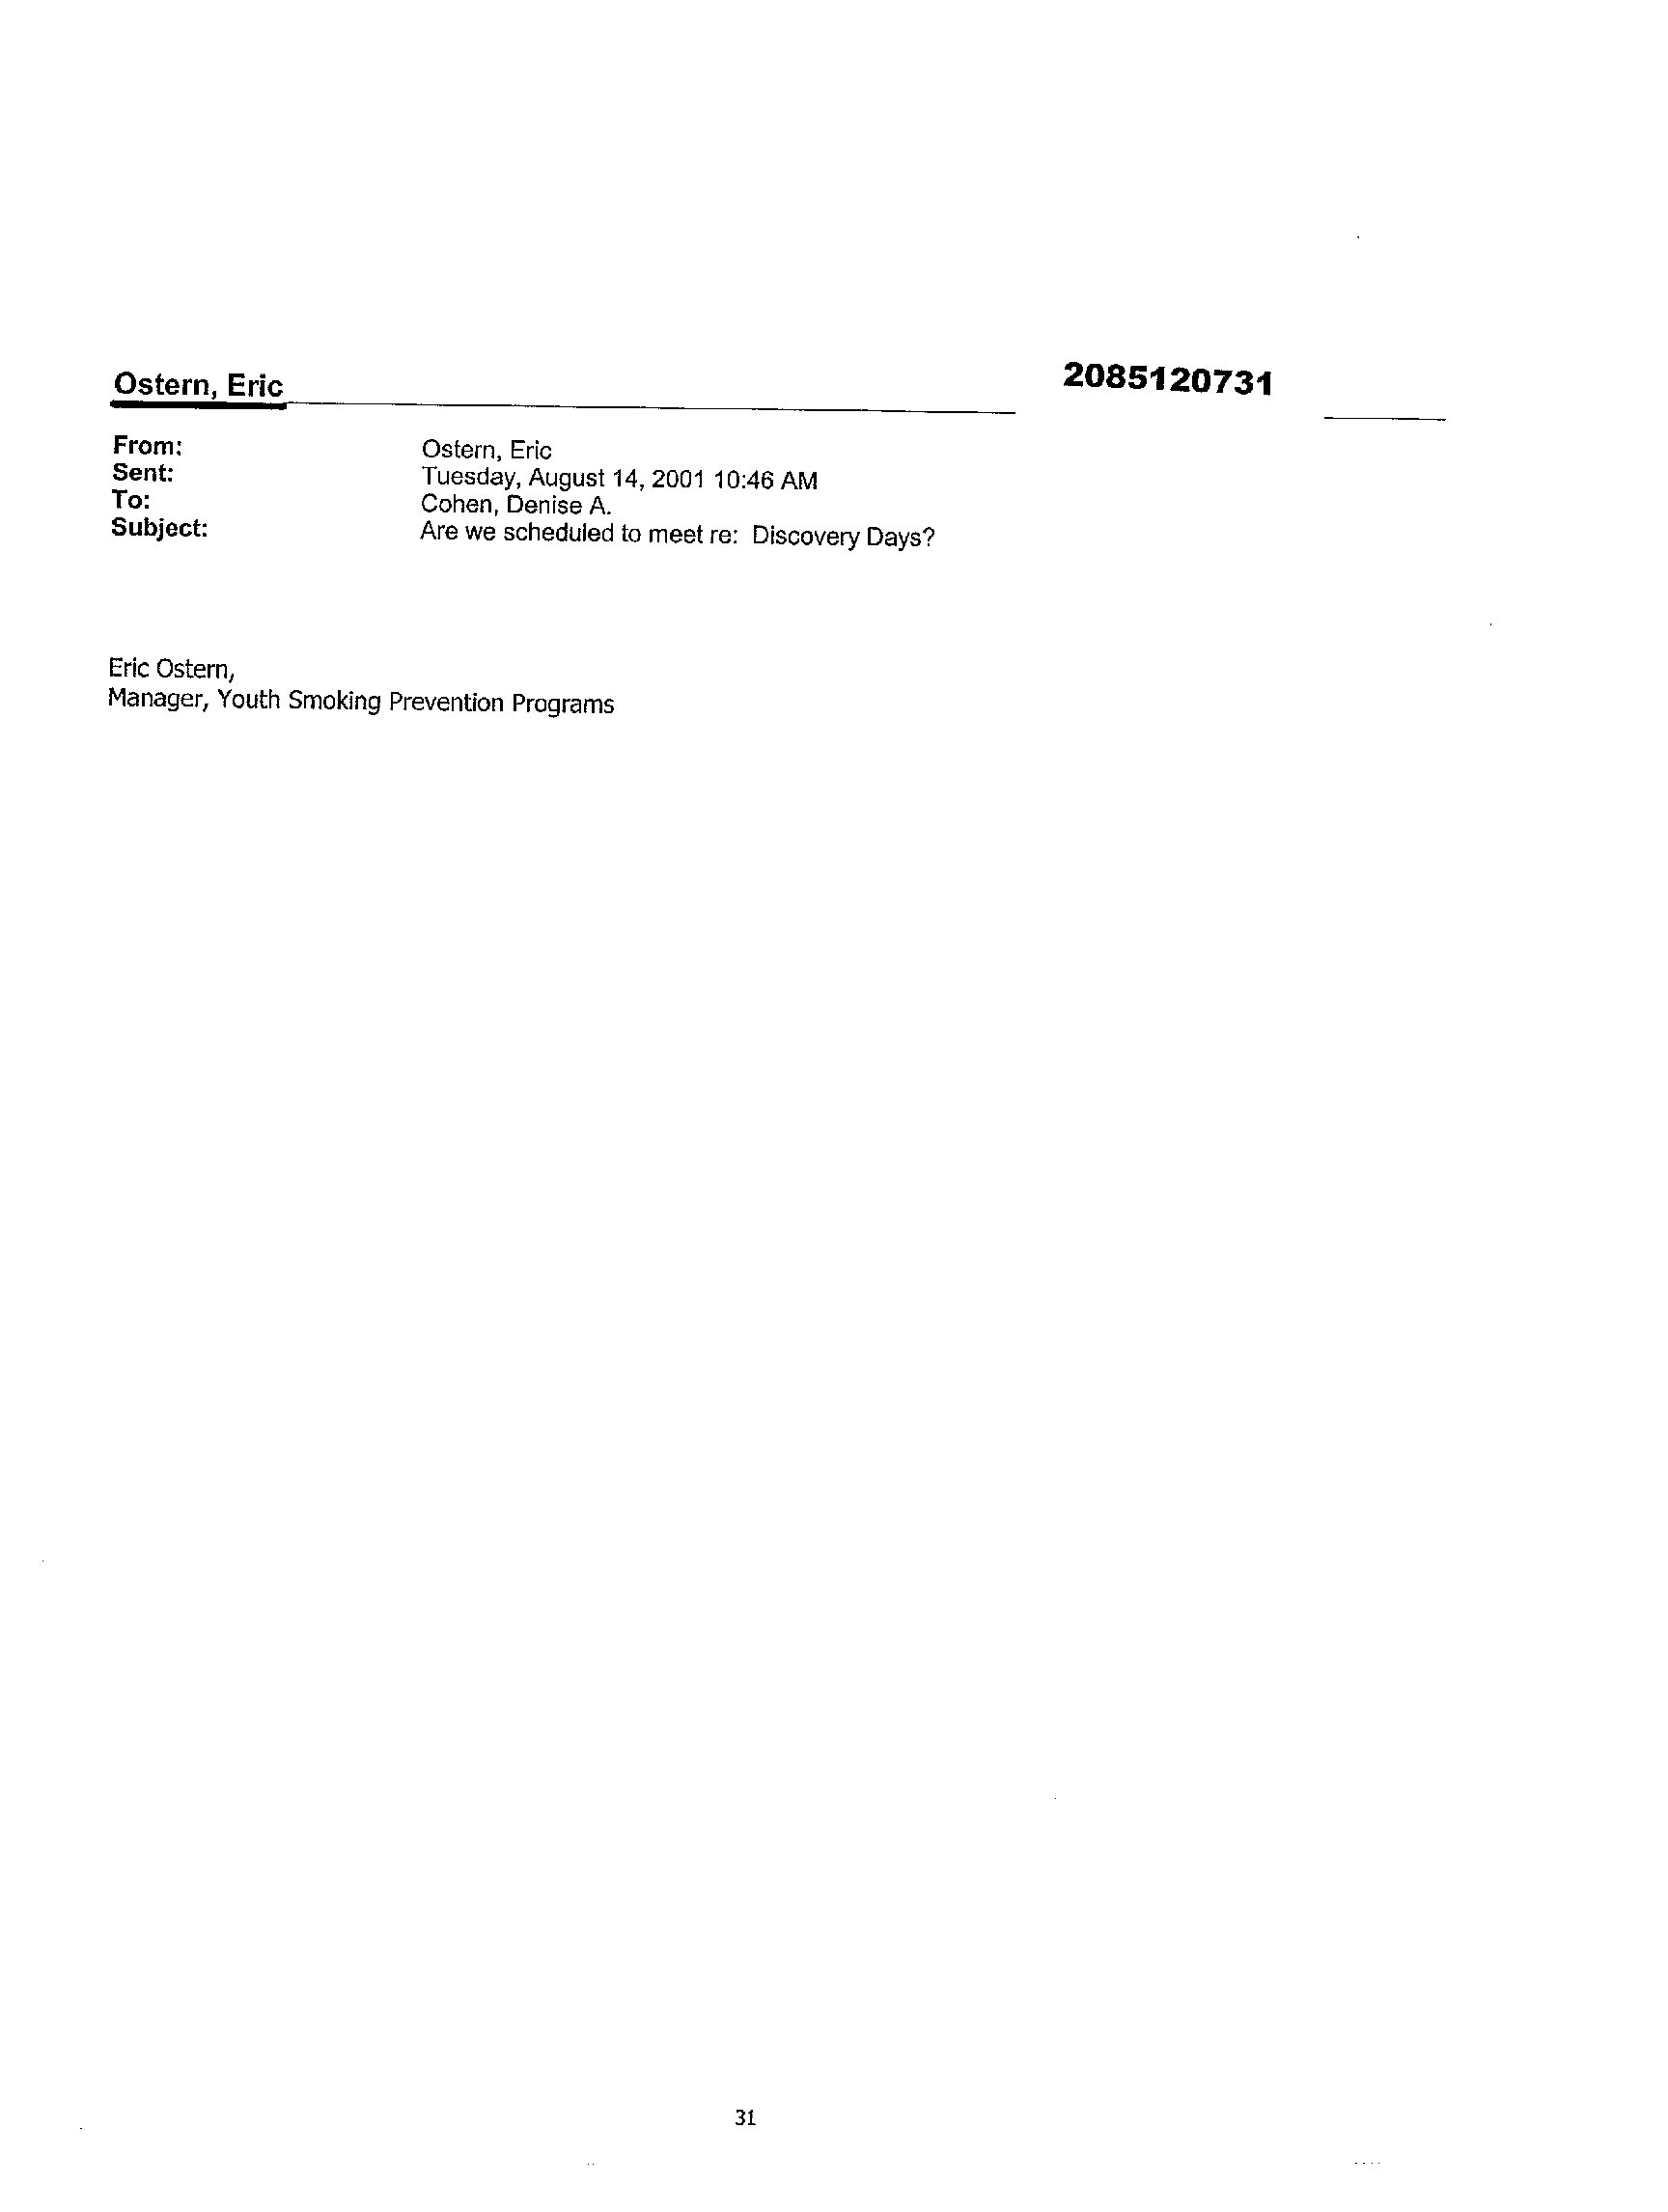 Ostern, Eric
2085120731
From: Ostern, Eric
Sent: Tuesday, August 14, 2001 10:46 AM
To: Cohen, Denise A.
Subject: Are we scheduled to meet re: Discovery Days?
Eric Ostern,
Manager, Youth Smoking Prevention Programs
31